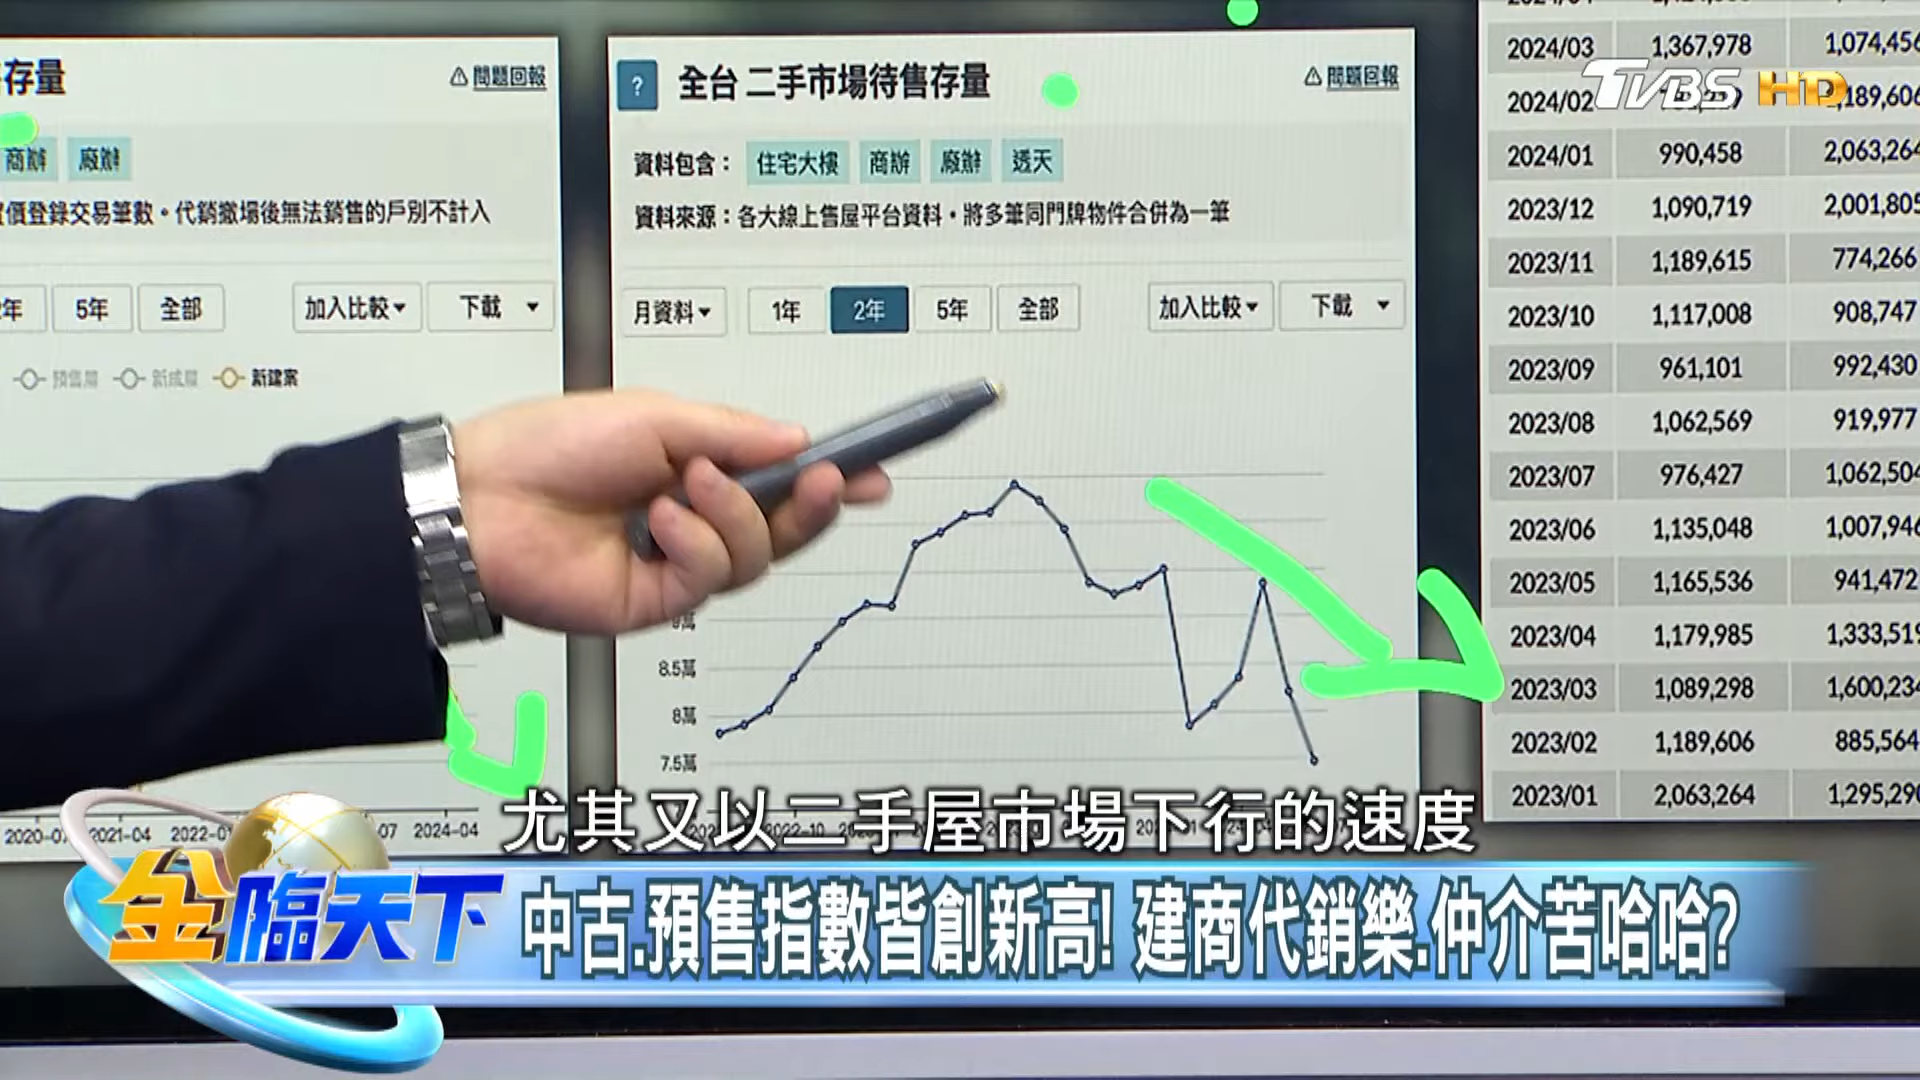 存量
問題回報
商辦 廠辦
價登錄交易筆數。代銷撤場後無法銷售的戶別不計入
年 5年 全部 加入比較 下載
預售屋 新成屋 新建案
2021-04 2022-0 07 2024-04
? 全台 二手市場待售存量
問題回報
資料包含： 住宅大樓 商辦 廠辦 透天
資料來源：各大線上售屋平台資料，將多筆同門牌物件合併為一筆
月資料 1年 2年 5年 全部 加入比較 下載
9萬
8.5萬
8萬
7.5萬
2022-10
2024/03 1,367,978 1,074,456
2024/02 189,606
2024/01 990,458 2,063,264
2023/12 1,090,719 2,001,805
2023/11 1,189,615 774,266
2023/10 1,117,008 908,747
2023/09 961,101 992,430
2023/08 1,062,569 919,977
2023/07 976,427 1,062,504
2023/06 1,135,048 1,007,946
2023/05 1,165,536 941,472
2023/04 1,179,985 1,333,519
2023/03 1,089,298 1,600,234
2023/02 1,189,606 885,564
2023/01 2,063,264 1,295,290
TVBS HD
尤其又以二手屋市場下行的速度
金臨天下
中古.預售指數皆創新高! 建商代銷樂.仲介苦哈哈?